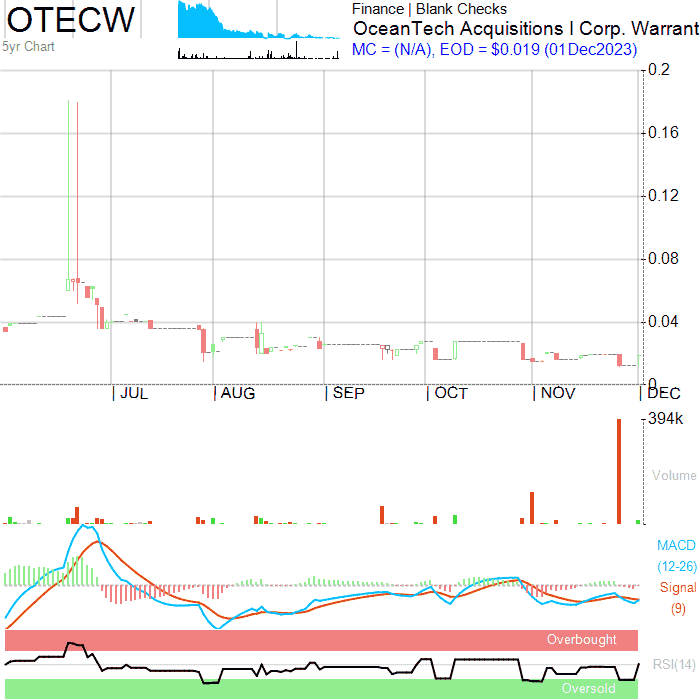 OTECW
5yr Chart
Finance | Blank Checks
OceanTech Acquisitions I Corp. Warrant
MC = (N/A), EOD = $0.019 (01Dec2023)
0.2
0.16
0.12
0.08
0.04
0
JUL AUG SEP OCT NOV DEC
394k
Volume
MACD
(12-26)
Signal
(9)
Overbought
RSI(14)
Oversold